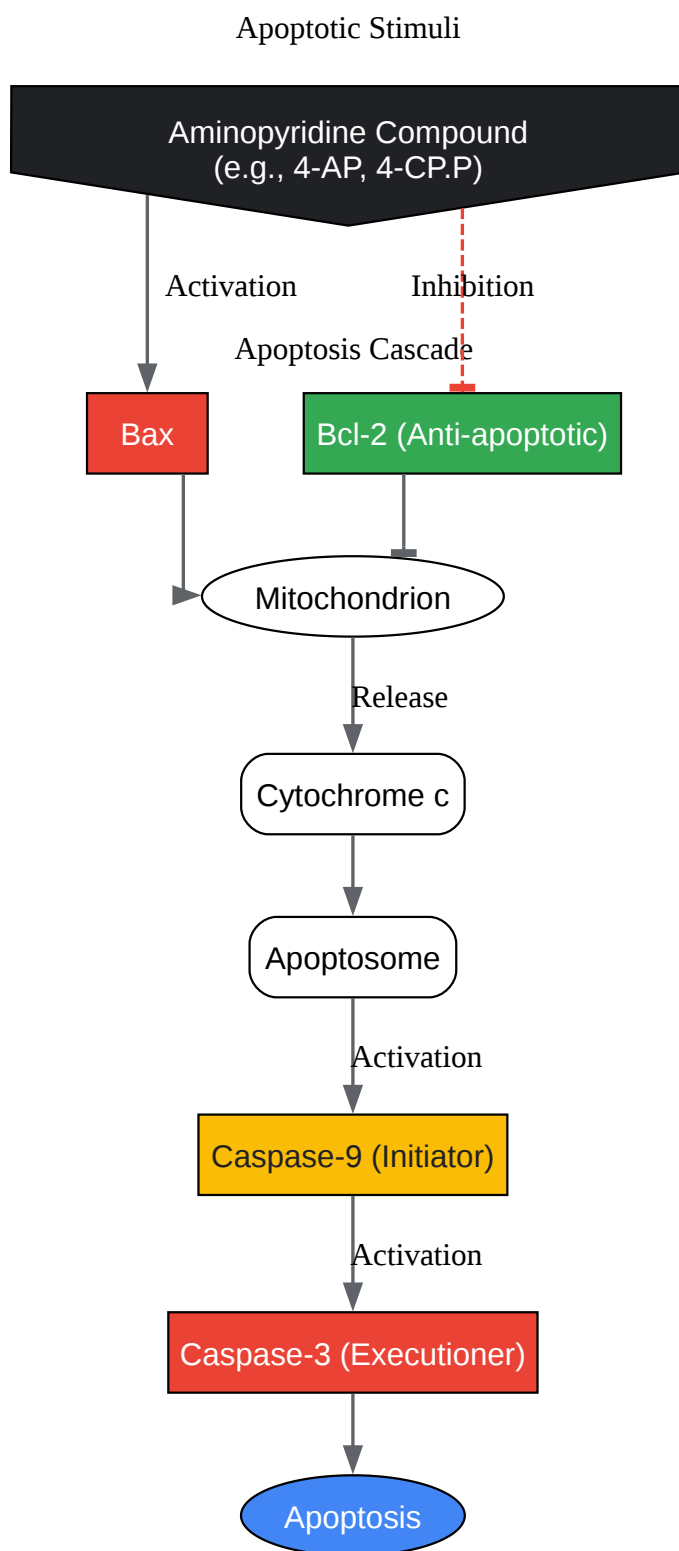 Apoptotic Stimuli
Aminopyridine Compound
(e.g., 4-AP, 4-CP.P)
Activation
Inhibition
Apoptosis Cascade
Bax
Bcl-2 (Anti-apoptotic)
Mitochondrion
Release
Cytochrome c
Apoptosome
Activation
Caspase-9 (Initiator)
Activation
Caspase-3 (Executioner)
Apoptosis